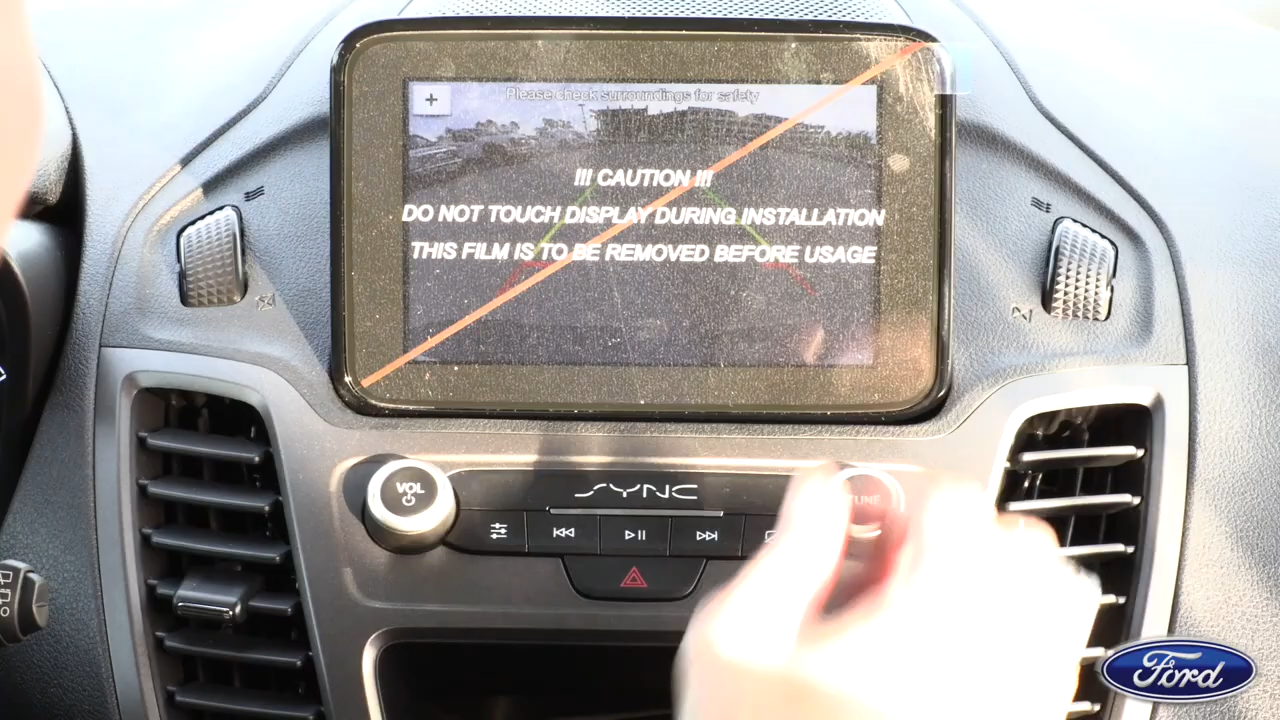 Please check surroundings for safety
!!! CAUTION !!!
DO NOT TOUCH DISPLAY DURING INSTALLATION
THIS FILM IS TO BE REMOVED BEFORE USAGE
VOL
SYNC
TUNE
Ford